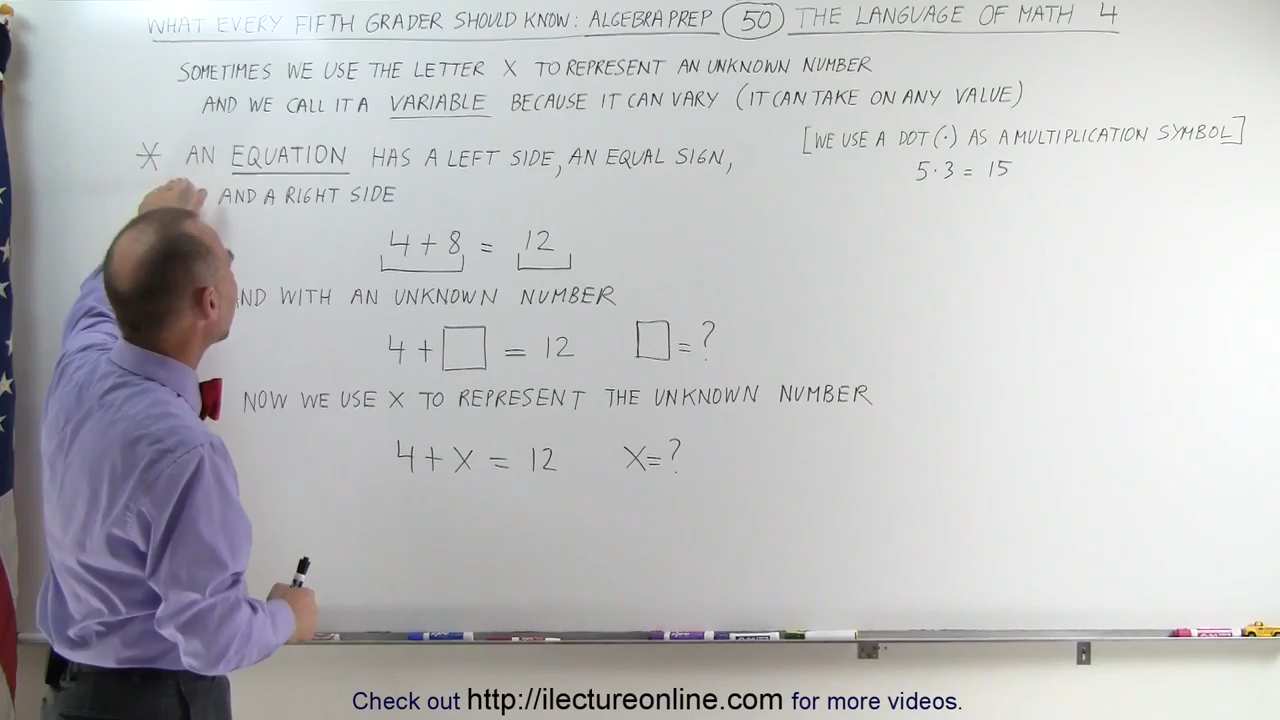 WHAT EVERY FIFTH GRADER SHOULD KNOW: ALGEBRA PREP 50 THE LANGUAGE OF MATH 4
SOMETIMES WE USE THE LETTER X TO REPRESENT AN UNKNOWN NUMBER
AND WE CALL IT A VARIABLE BECAUSE IT CAN VARY (IT CAN TAKE ON ANY VALUE)
[WE USE A DOT (·) AS A MULTIPLICATION SYMBOL]
5·3 = 15
* AN EQUATION HAS A LEFT SIDE, AN EQUAL SIGN,
AND A RIGHT SIDE
4 + 8 = 12
WITH AN UNKNOWN NUMBER
4 + □ = 12 □ = ?
NOW WE USE X TO REPRESENT THE UNKNOWN NUMBER
4 + X = 12 X = ?
Check out http://ilectureonline.com for more videos.